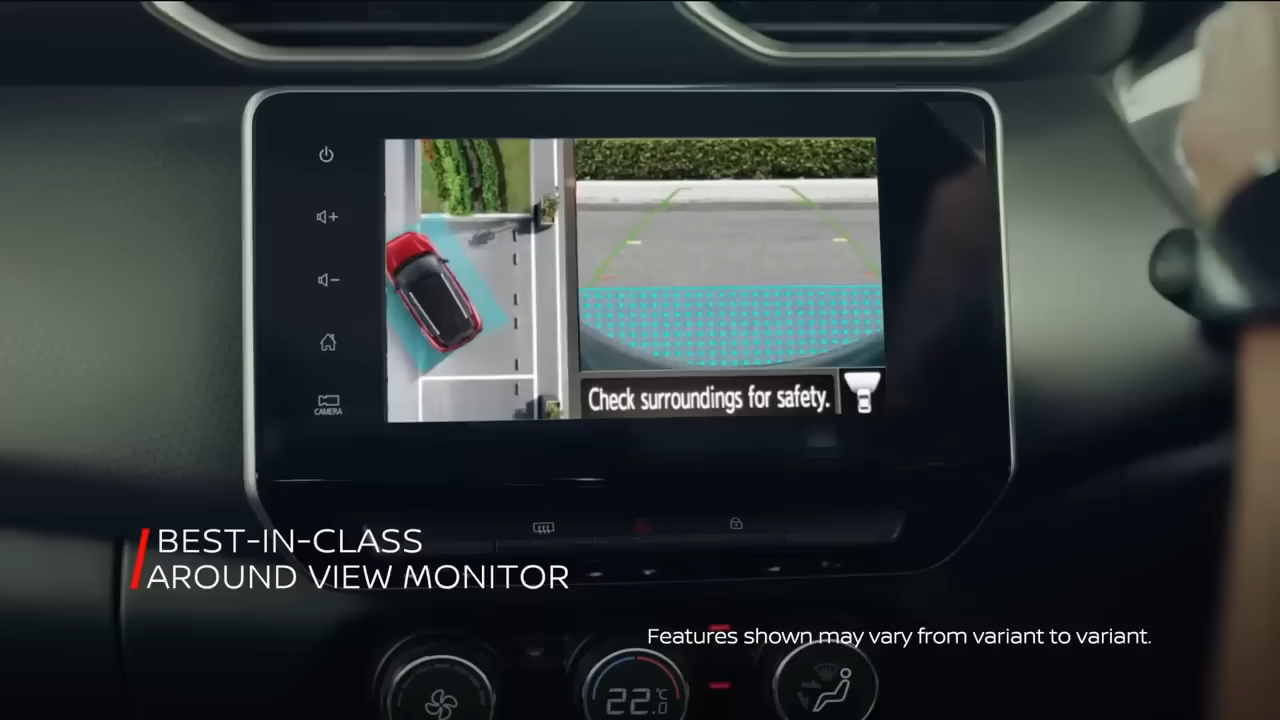 CAMERA
Check surroundings for safety.
BEST-IN-CLASS
AROUND VIEW MONITOR
Features shown may vary from variant to variant.
22.0°C